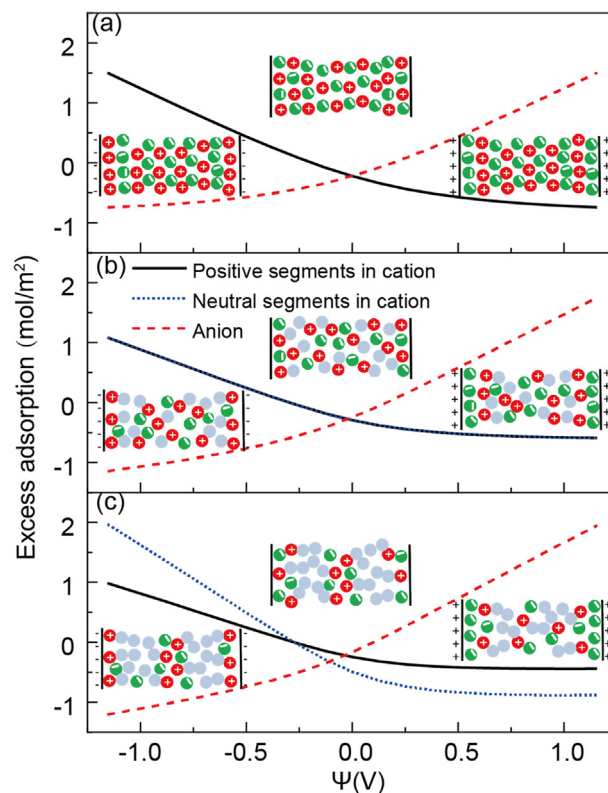 (a)
2
1
0
-1
(b)
Positive segments in cation
Neutral segments in cation
Anion
2
1
0
-1
(c)
2
1
0
-1
Excess adsorption (mol/m²)
-1.0 -0.5 0.0 0.5 1.0
Ψ(V)